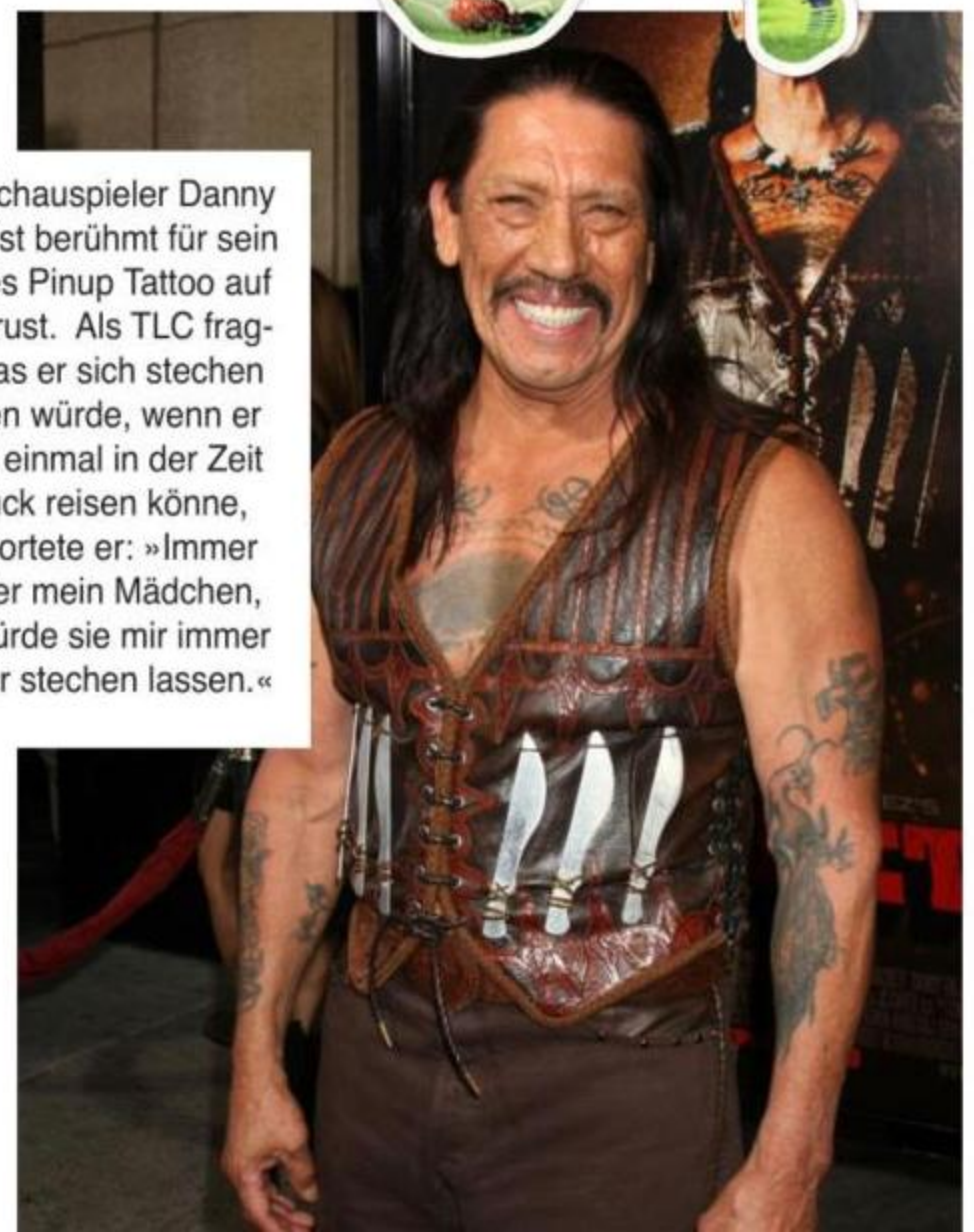 chauspieler Danny
st berühmt für sein
s Pinup Tattoo auf
rust. Als TLC frag-
as er sich stechen
n würde, wenn er
einmal in der Zeit
ück reisen könne,
ortete er: »Immer
er mein Mädchen,
ürde sie mir immer
r stechen lassen.«